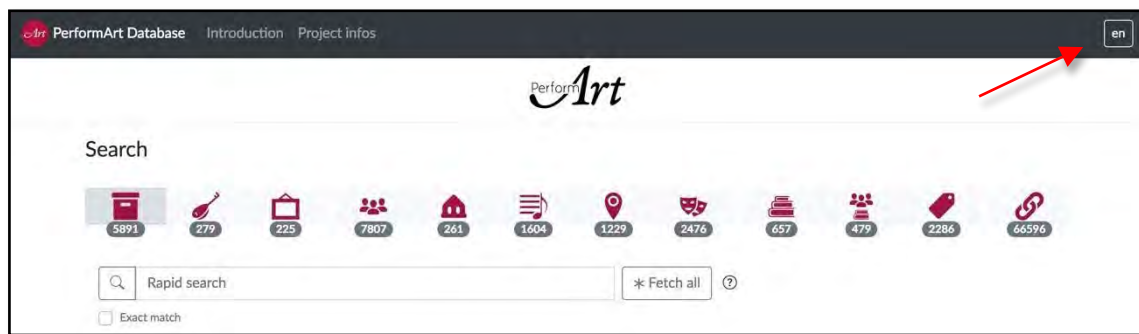 Art PerformArt Database Introduction Project infos en
PerformArt
Search
5891 279 225 7807 261 1604 1229 2476 657 479 2286 66596
Rapid search * Fetch all ?
Exact match